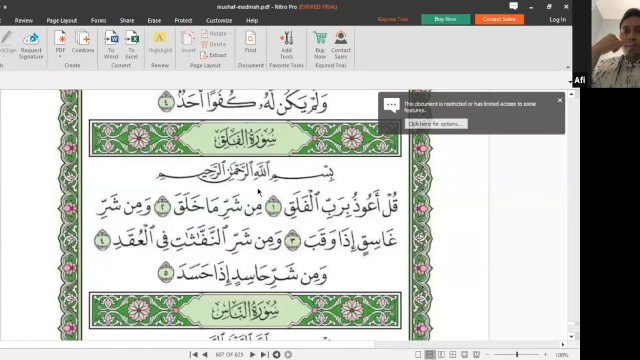 mushaf-madinah.pdf - Nitro Pro [EXPIRED TRIAL]
Home Page Layout Forms Share Erase Protect Customize Help Expired Trial Buy Now Contact Sales Log In
Request Signature PDF Combine To Word To Excel Highlight Insert Delete Extract Rotate Find Add Tools Buy Now Contact Sales
Create Convert Review Page Layout Document Favorite Tools Expired Trial
Afi
This document is restricted or has limited access to some features.
Click here for options...
وَلَمْ يَكُن لَّهُۥ كُفُوًا أَحَدٌۢ ٤
سُورَةُ الفَلَقِ
بِسْمِ ٱللَّهِ ٱلرَّحْمَٰنِ ٱلرَّحِيمِ
قُلْ أَعُوذُ بِرَبِّ ٱلْفَلَقِ ١ مِن شَرِّ مَا خَلَقَ ٢ وَمِن شَرِّ
غَاسِقٍ إِذَا وَقَبَ ٣ وَمِن شَرِّ ٱلنَّفَّٰثَٰتِ فِى ٱلْعُقَدِ ٤
وَمِن شَرِّ حَاسِدٍ إِذَا حَسَدَ ٥
سُورَةُ النَّاسِ
607 OF 625
100%